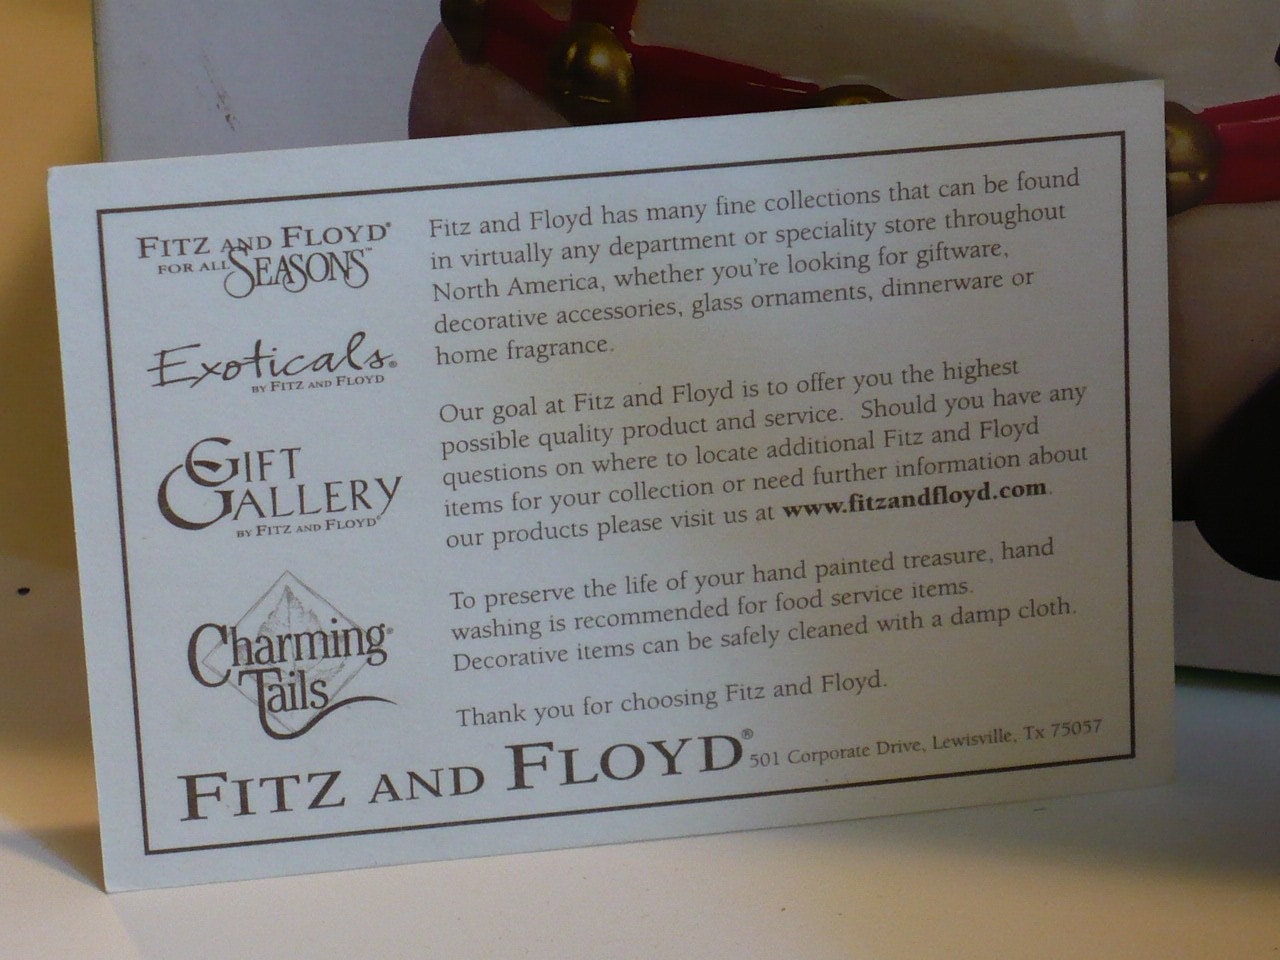 FITZ AND FLOYD®
FOR ALL SEASONS™
Exoticals®
BY FITZ AND FLOYD
GIFT
GALLERY
BY FITZ AND FLOYD®
Charming®
Tails
Fitz and Floyd has many fine collections that can be found
in virtually any department or speciality store throughout
North America, whether you're looking for giftware,
decorative accessories, glass ornaments, dinnerware or
home fragrance.
Our goal at Fitz and Floyd is to offer you the highest
possible quality product and service. Should you have any
questions on where to locate additional Fitz and Floyd
items for your collection or need further information about
our products please visit us at www.fitzandfloyd.com.
To preserve the life of your hand painted treasure, hand
washing is recommended for food service items.
Decorative items can be safely cleaned with a damp cloth.
Thank you for choosing Fitz and Floyd.
FITZ AND FLOYD® 501 Corporate Drive, Lewisville, Tx 75057